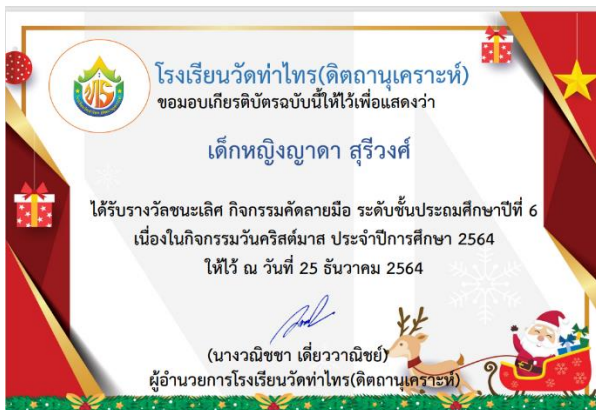 โรงเรียนวัดท่าไทร(ดิตถานุเคราะห์)
ขอมอบเกียรติบัตรฉบับนี้ให้ไว้เพื่อแสดงว่า
เด็กหญิงญาดา สุรีวงศ์
ได้รับรางวัลชนะเลิศ กิจกรรมคัดลายมือ ระดับชั้นประถมศึกษาปีที่ 6
เนื่องในกิจกรรมวันคริสต์มาส ประจำปีการศึกษา 2564
ให้ไว้ ณ วันที่ 25 ธันวาคม 2564
(นางวณิชชา เดี่ยววาณิชย์)
ผู้อำนวยการโรงเรียนวัดท่าไทร(ดิตถานุเคราะห์)